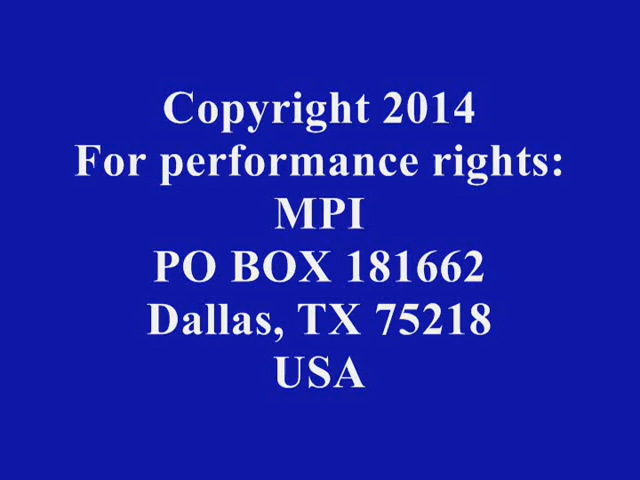 Copyright 2014
For performance rights:
MPI
PO BOX 181662
Dallas, TX 75218
USA